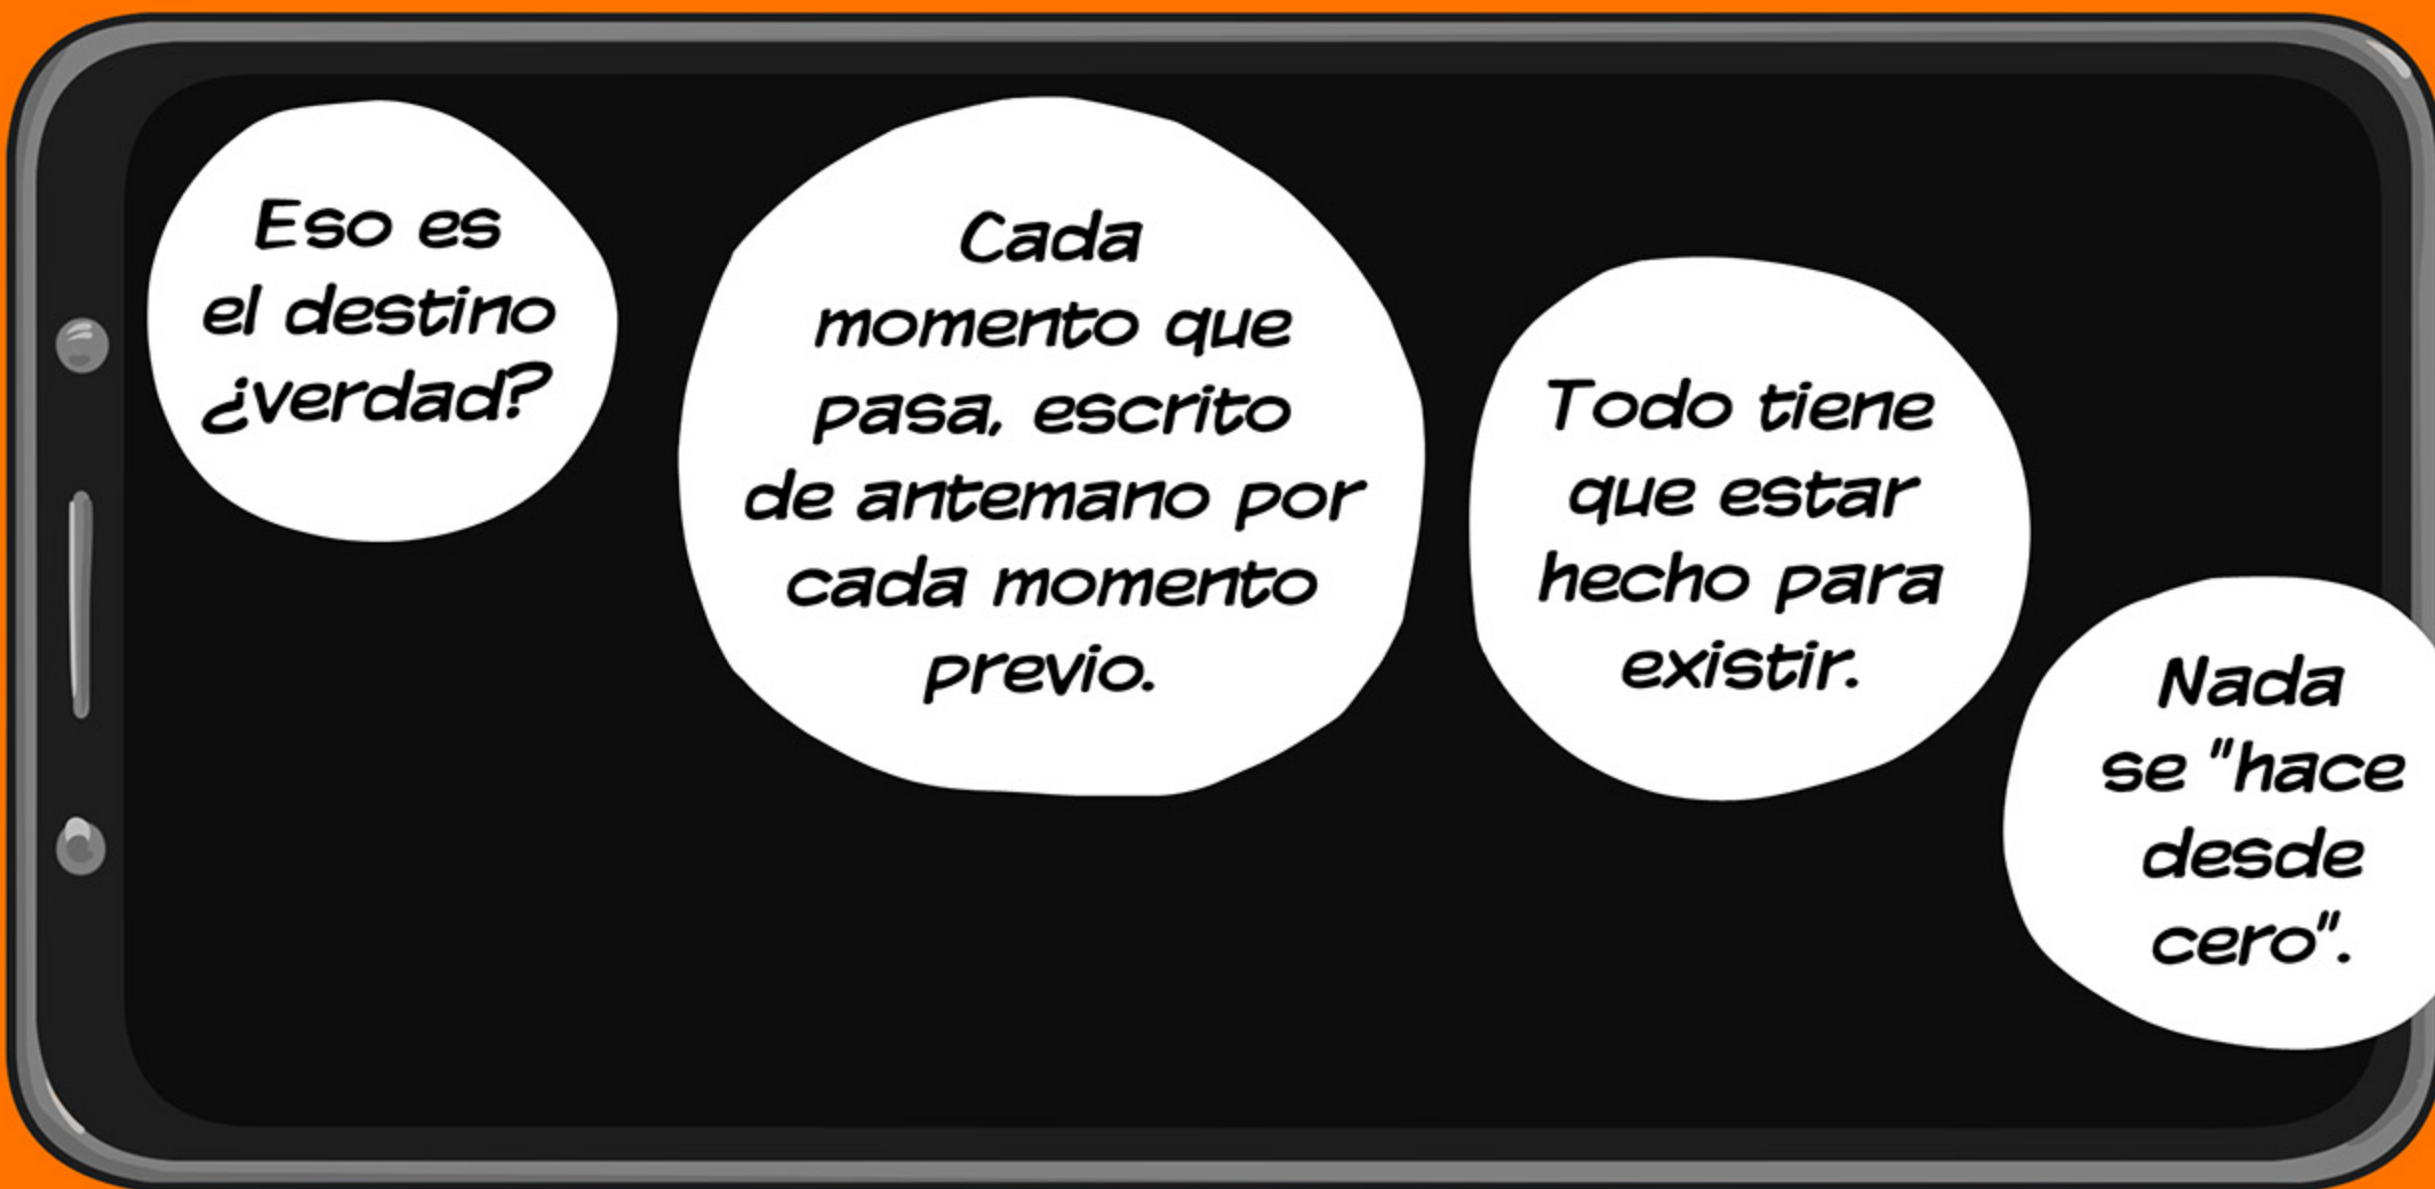 Eso es
el destino
¿verdad?
Cada
momento que
pasa, escrito
de antemano por
cada momento
previo.
Todo tiene
que estar
hecho para
existir.
Nada
se "hace
desde
cero".